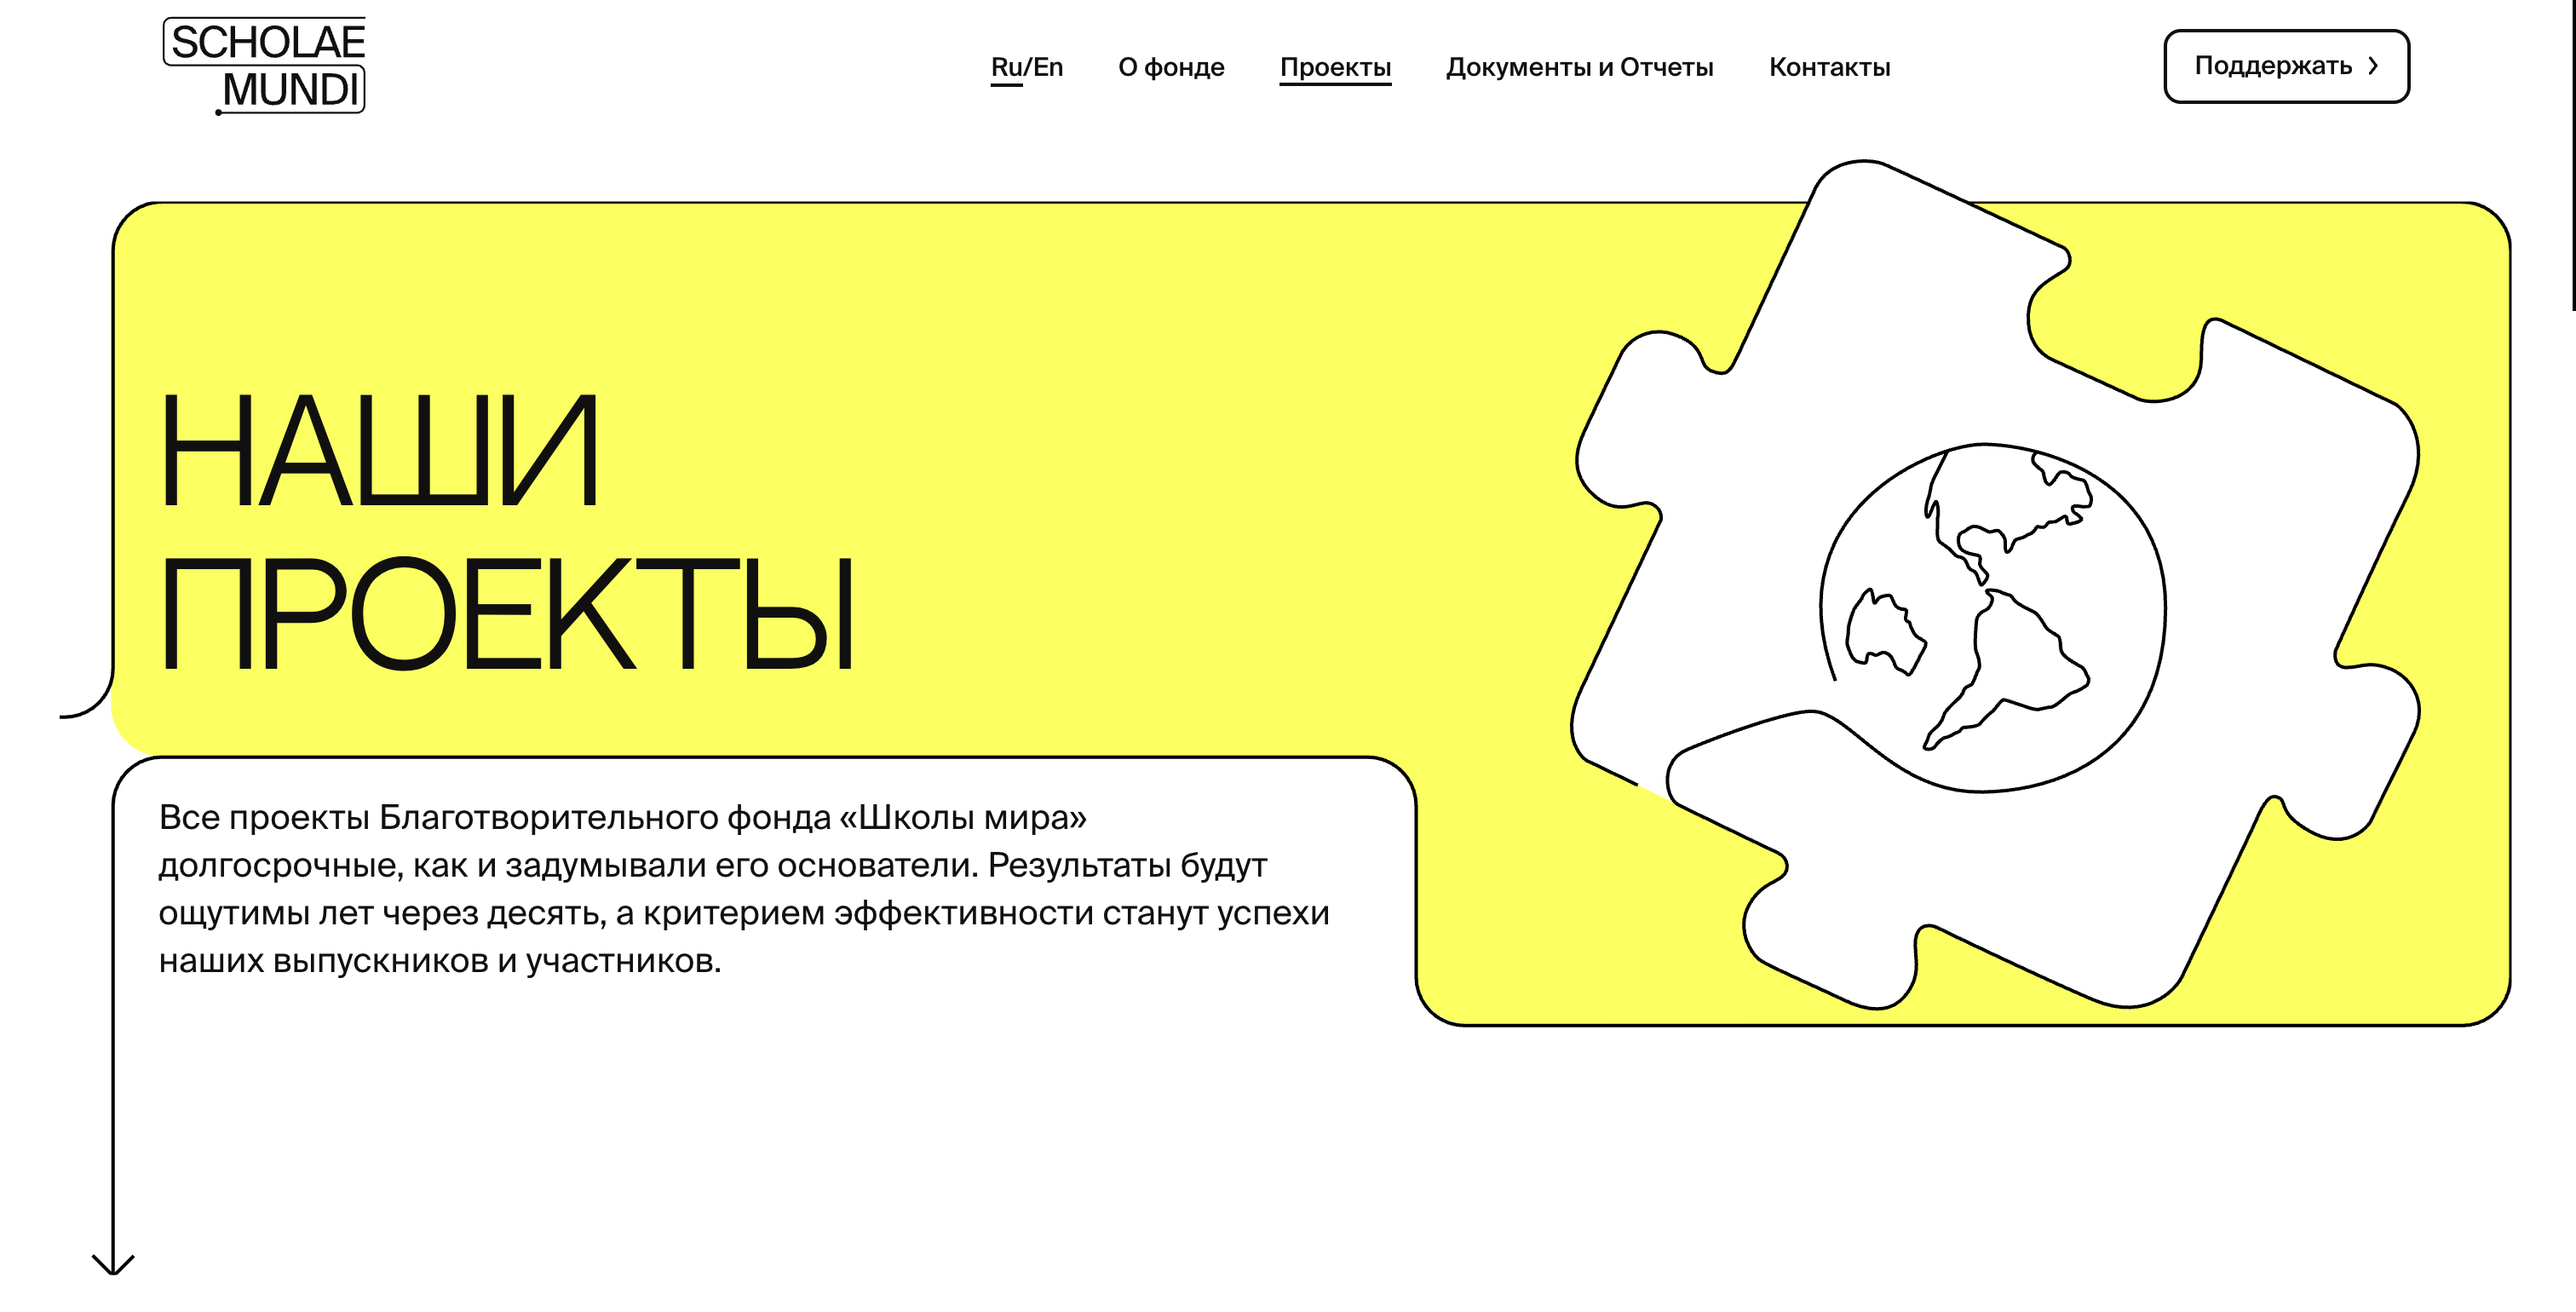 SCHOLAE
MUNDI
Ru/En
О фонде
Проекты
Документы и Отчеты
Контакты
Поддержать
НАШИ
ПРОЕКТЫ
Все проекты Благотворительного фонда «Школы мира»
долгосрочные, как и задумывали его основатели. Результаты будут
ощутимы лет через десять, а критерием эффективности станут успехи
наших выпускников и участников.